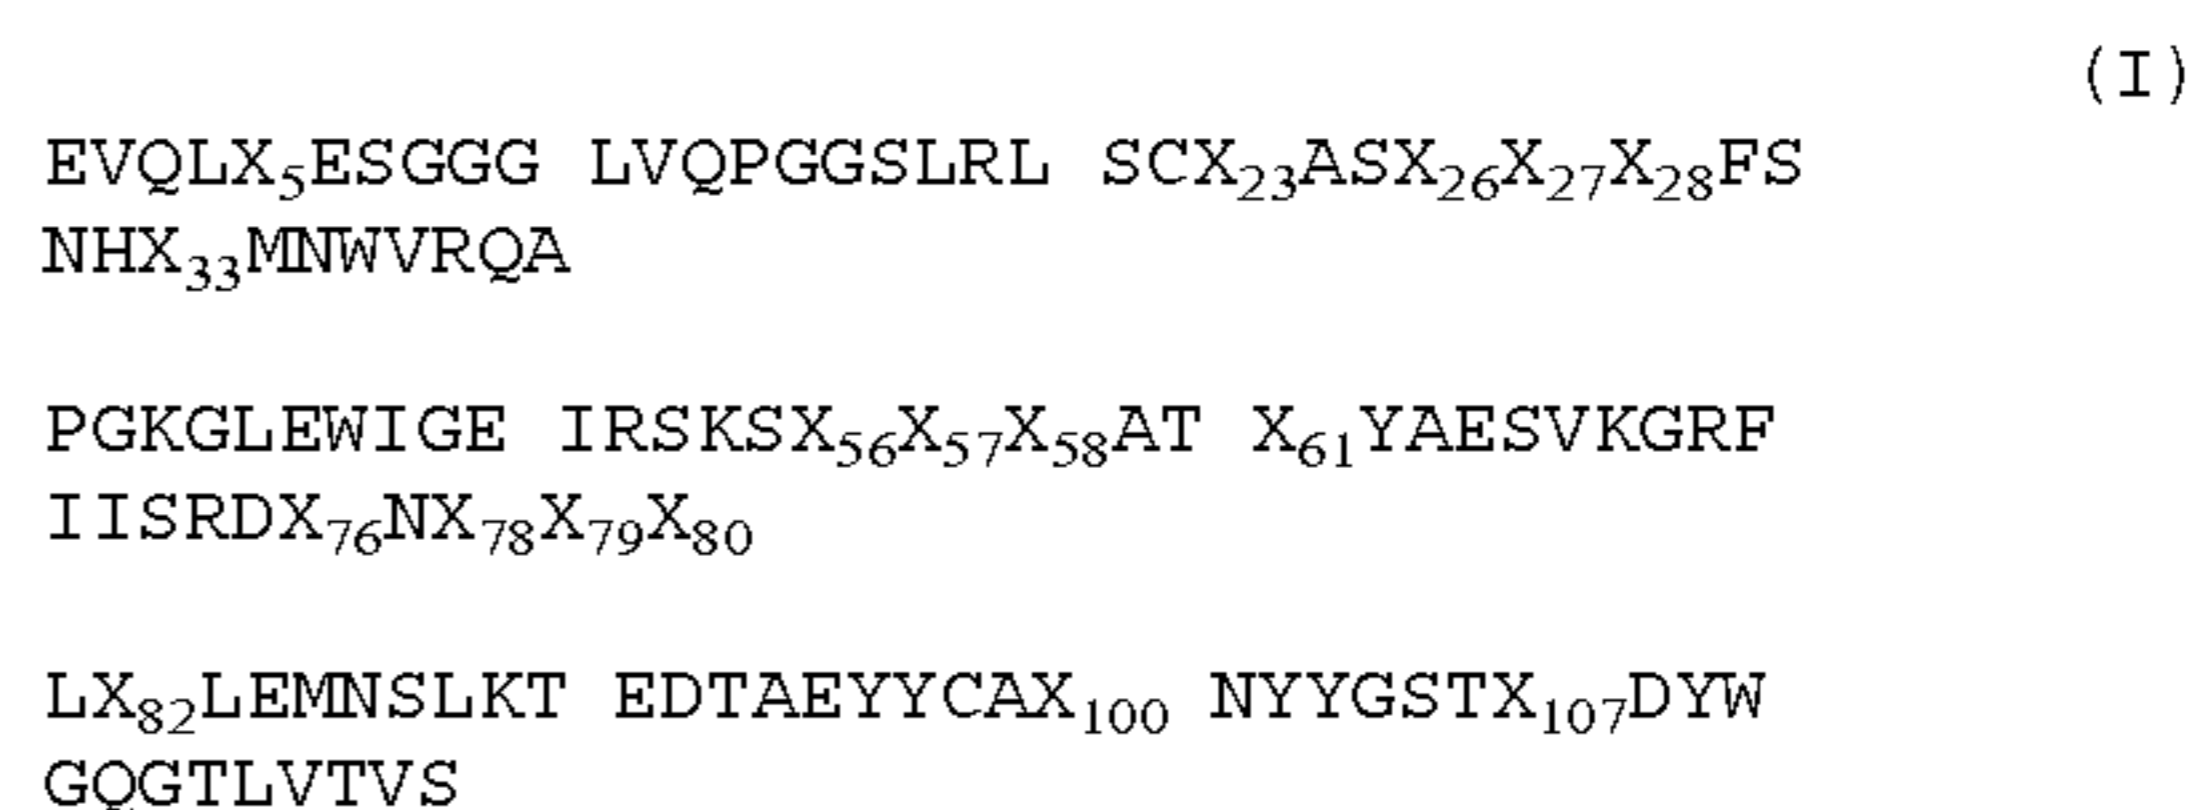 (I)
EVQLX₅ESGGG LVQPGGSLRL SCX₂₃ASX₂₆X₂₇X₂₈FS
NHX₃₃MNWVRQA
PGKGLEWIGE IRSKSX₅₆X₅₇X₅₈AT X₆₁YAESVKGRF
IISRDX₇₆NX₇₈X₇₉X₈₀
LX₈₂LEMNSLKT EDTAEYYCAX₁₀₀ NYYGSTX₁₀₇DYW
GQGTLVTVS